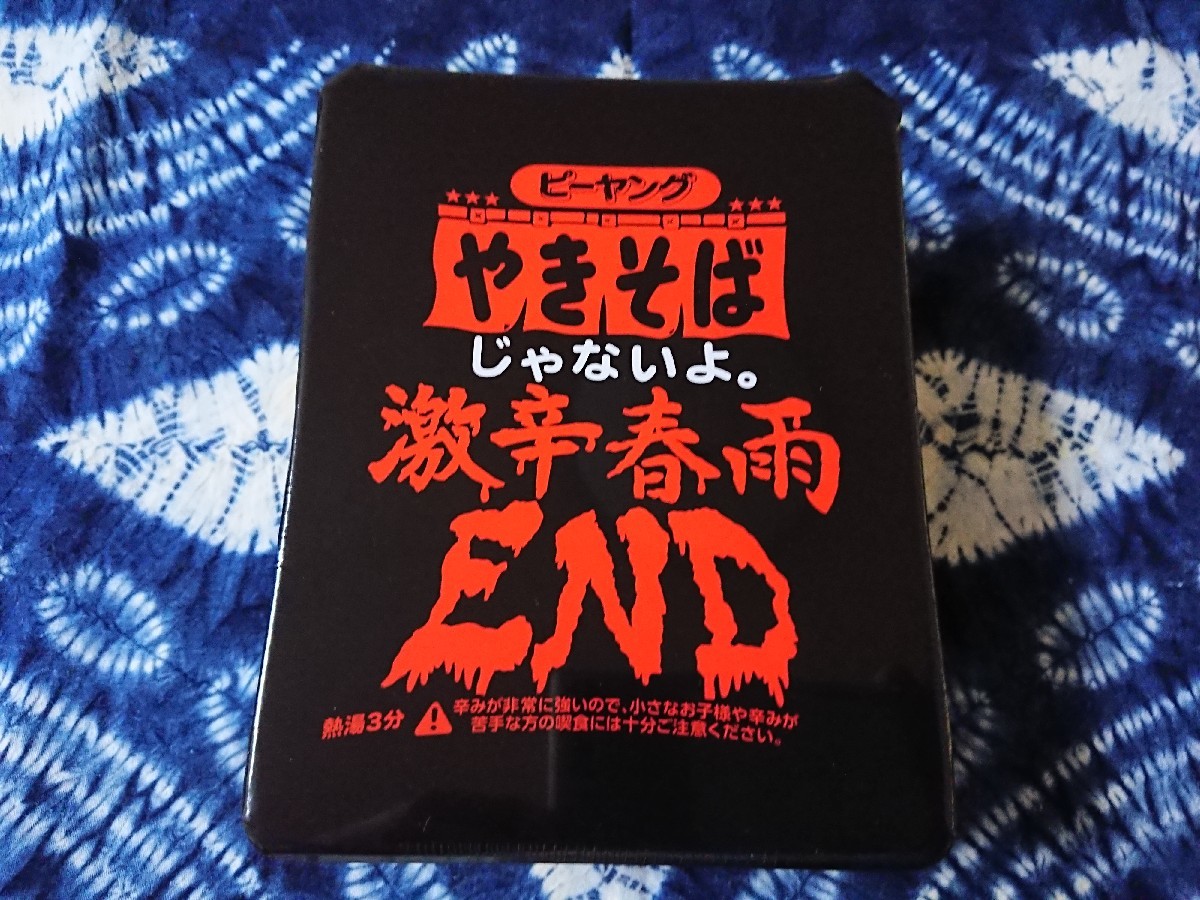 ピーヤング
やきそば
じゃないよ。
激辛春雨
END
熱湯3分
辛みが非常に強いので、小さなお子様や辛みが
苦手な方の喫食には十分ご注意ください。